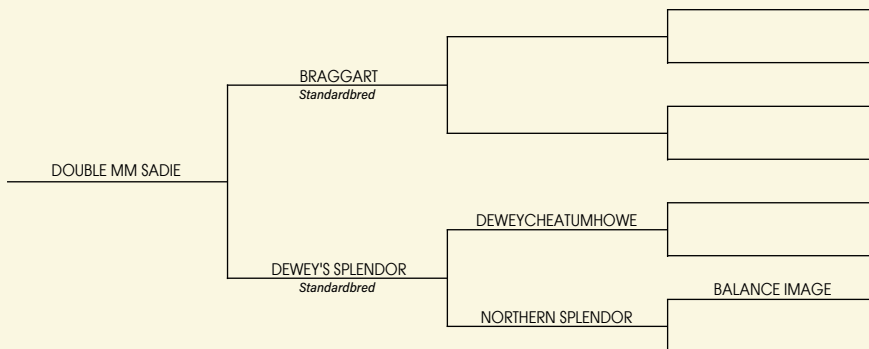 BRAGGART
Standardbred
DOUBLE MM SADIE
DEWEYCHEATUMHOWE
DEWEY'S SPLENDOR
Standardbred
BALANCE IMAGE
NORTHERN SPLENDOR